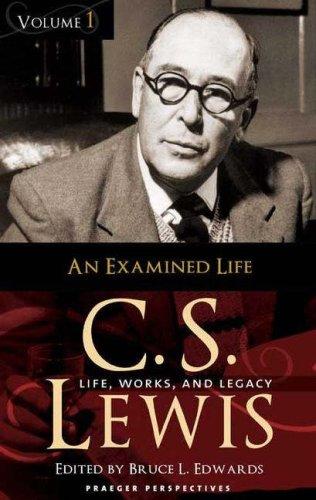 VOLUME 1
AN EXAMINED LIFE
C. S.
LIFE, WORKS, AND LEGACY
LEWIS
EDITED BY BRUCE L. EDWARDS
PRAEGER PERSPECTIVES